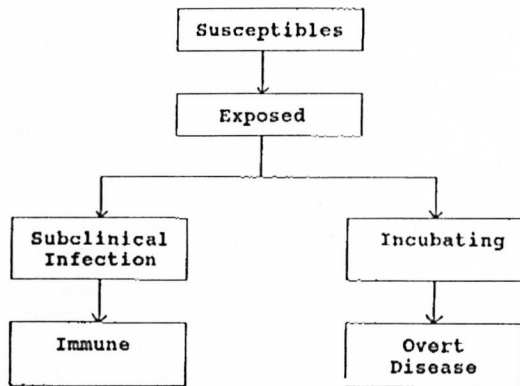 Susceptibles
Exposed
Subclinical
Infection
Incubating
Immune
Overt
Disease